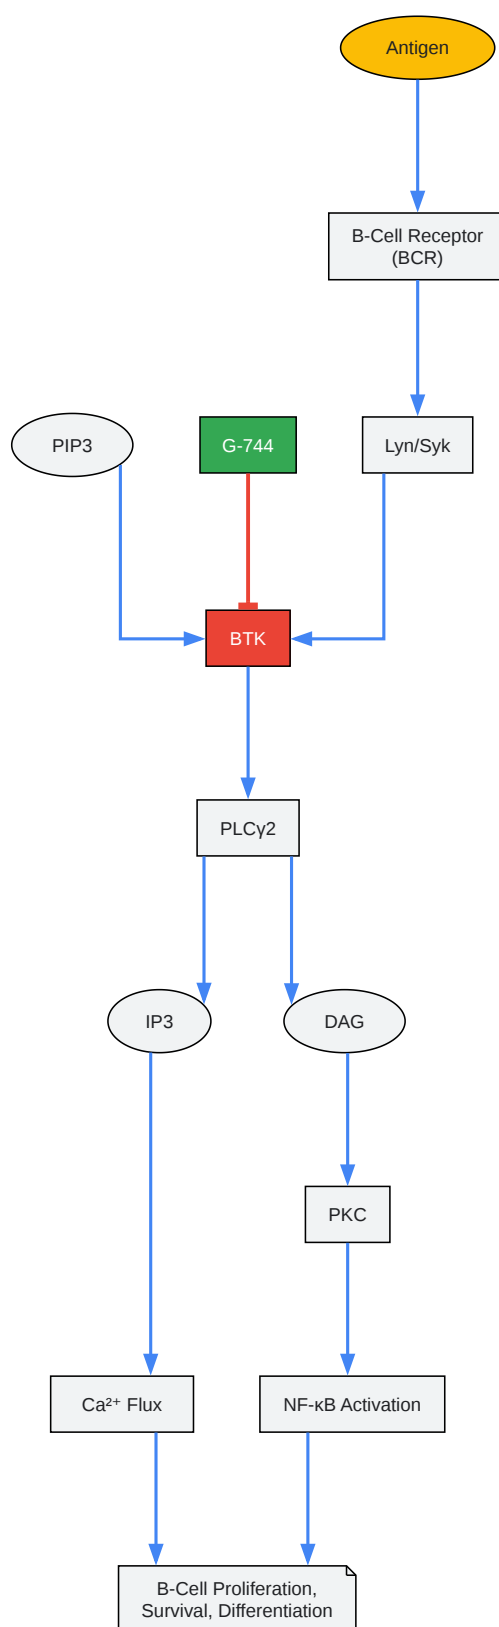 Antigen
B-Cell Receptor
(BCR)
PIP3
G-744
Lyn/Syk
BTK
PLCγ2
IP3
DAG
PKC
Ca²⁺ Flux
NF-κB Activation
B-Cell Proliferation,
Survival, Differentiation